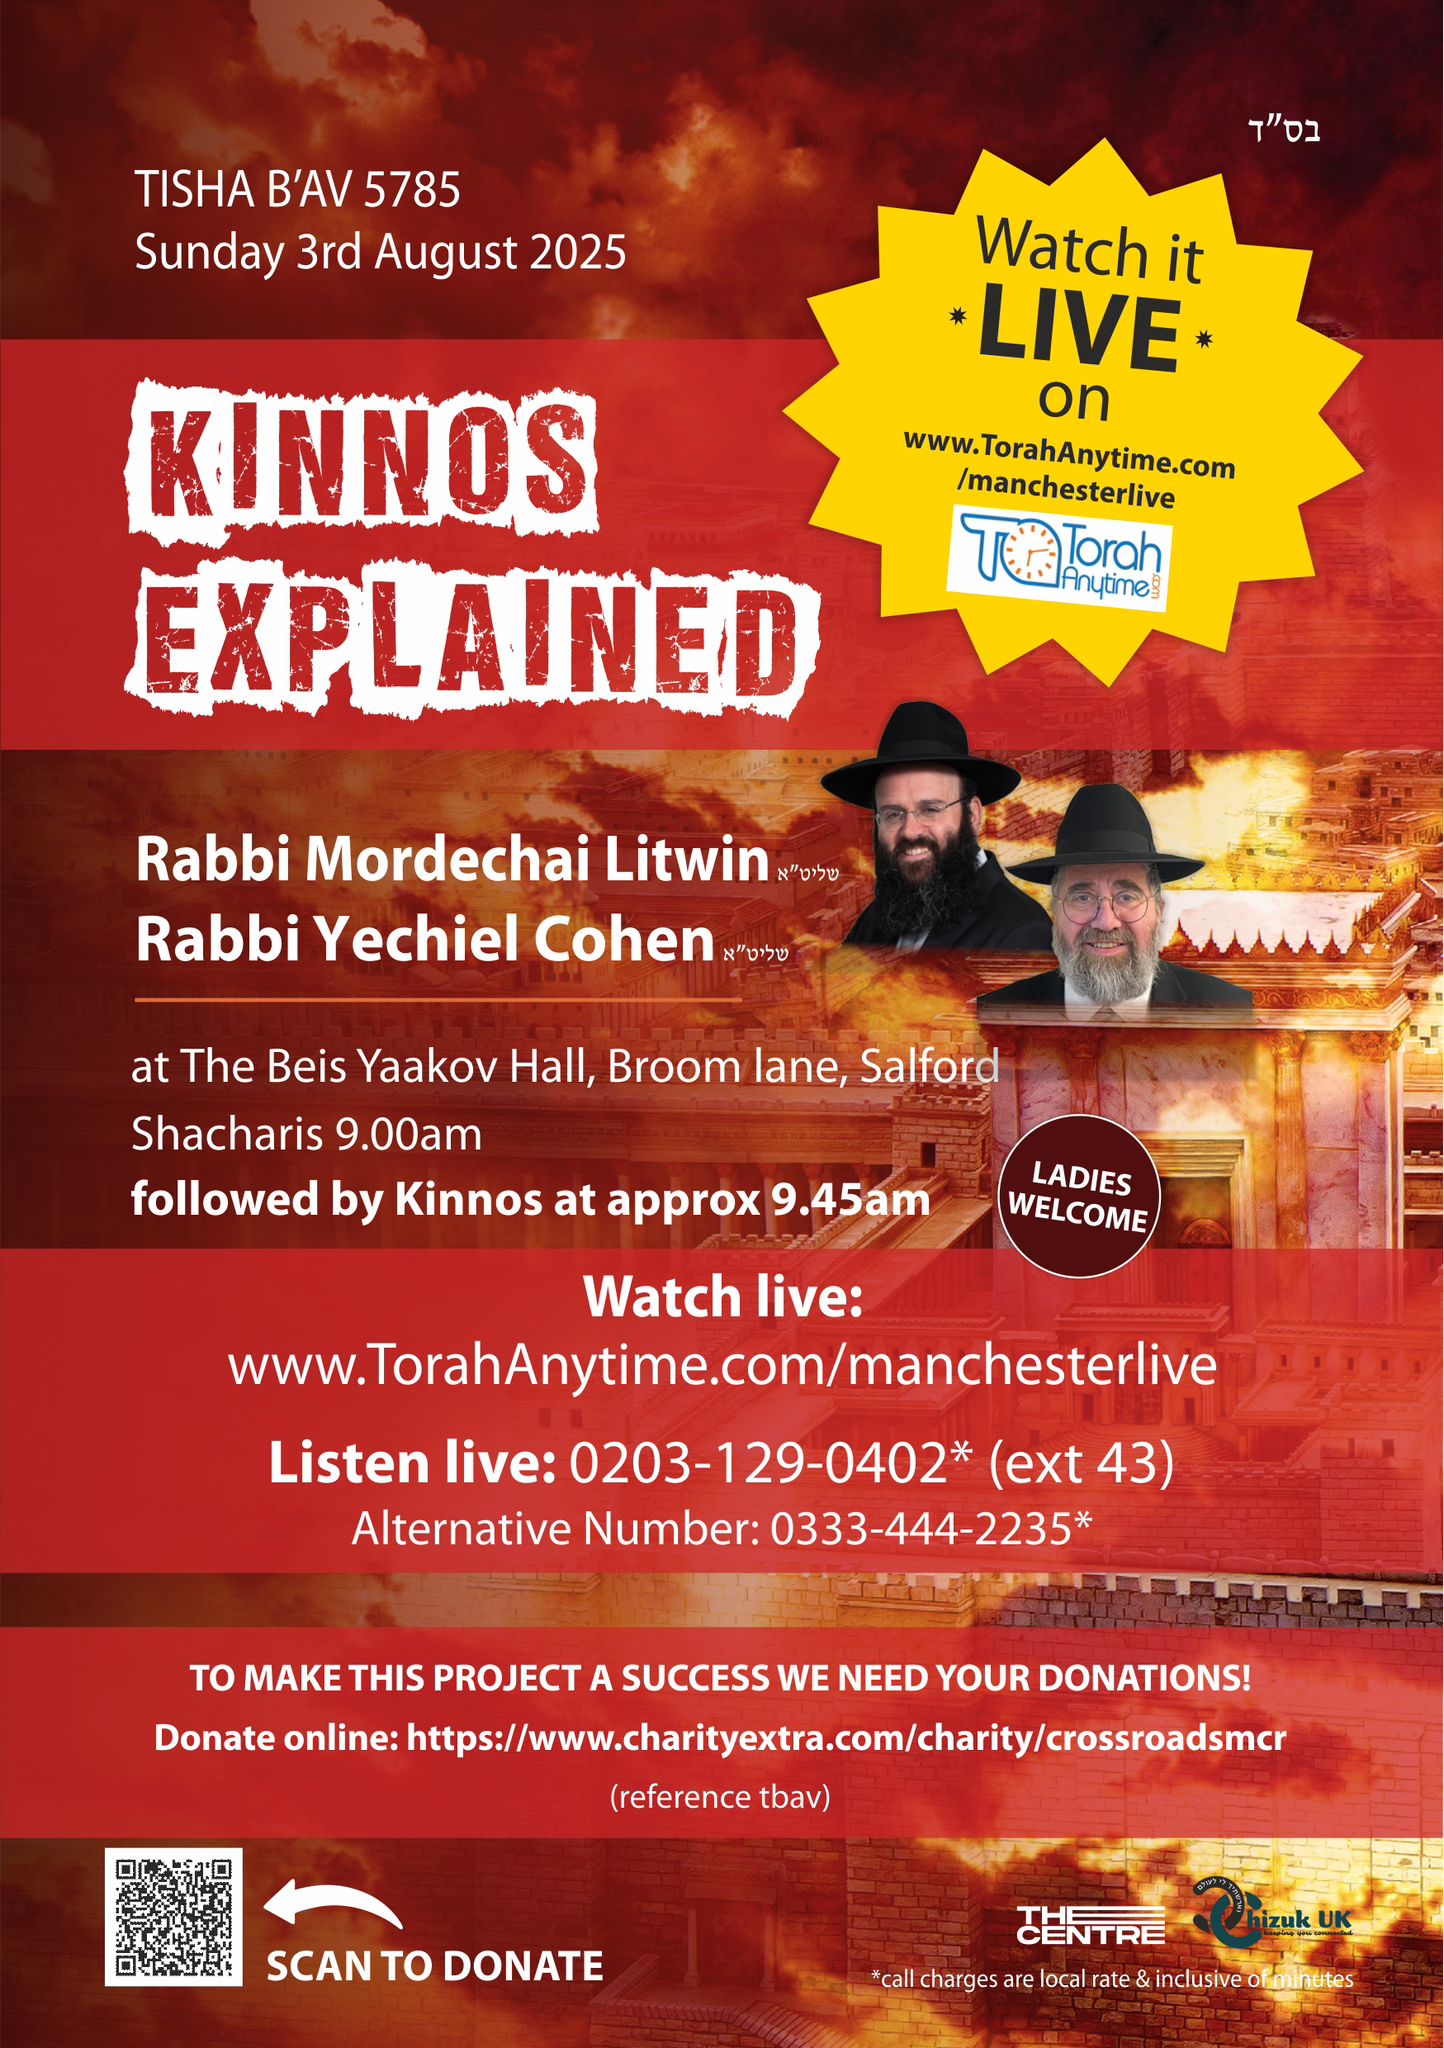 בס"ד
TISHA B'AV 5785
Sunday 3rd August 2025
Watch it
*LIVE*
on
www.TorahAnytime.com
/manchesterlive
Torah
Anytime.com
KINNOS
EXPLAINED
Rabbi Mordechai Litwin שליט"א
Rabbi Yechiel Cohen שליט"א
at The Beis Yaakov Hall, Broom lane, Salford
Shacharis 9.00am
followed by Kinnos at approx 9.45am
LADIES
WELCOME
Watch live:
www.TorahAnytime.com/manchesterlive
Listen live: 0203-129-0402* (ext 43)
Alternative Number: 0333-444-2235*
TO MAKE THIS PROJECT A SUCCESS WE NEED YOUR DONATIONS!
Donate online: https://www.charityextra.com/charity/crossroadsmcr
(reference tbav)
SCAN TO DONATE
THE
CENTRE
Chizuk UK
keeping you connected
*call charges are local rate & inclusive of minutes